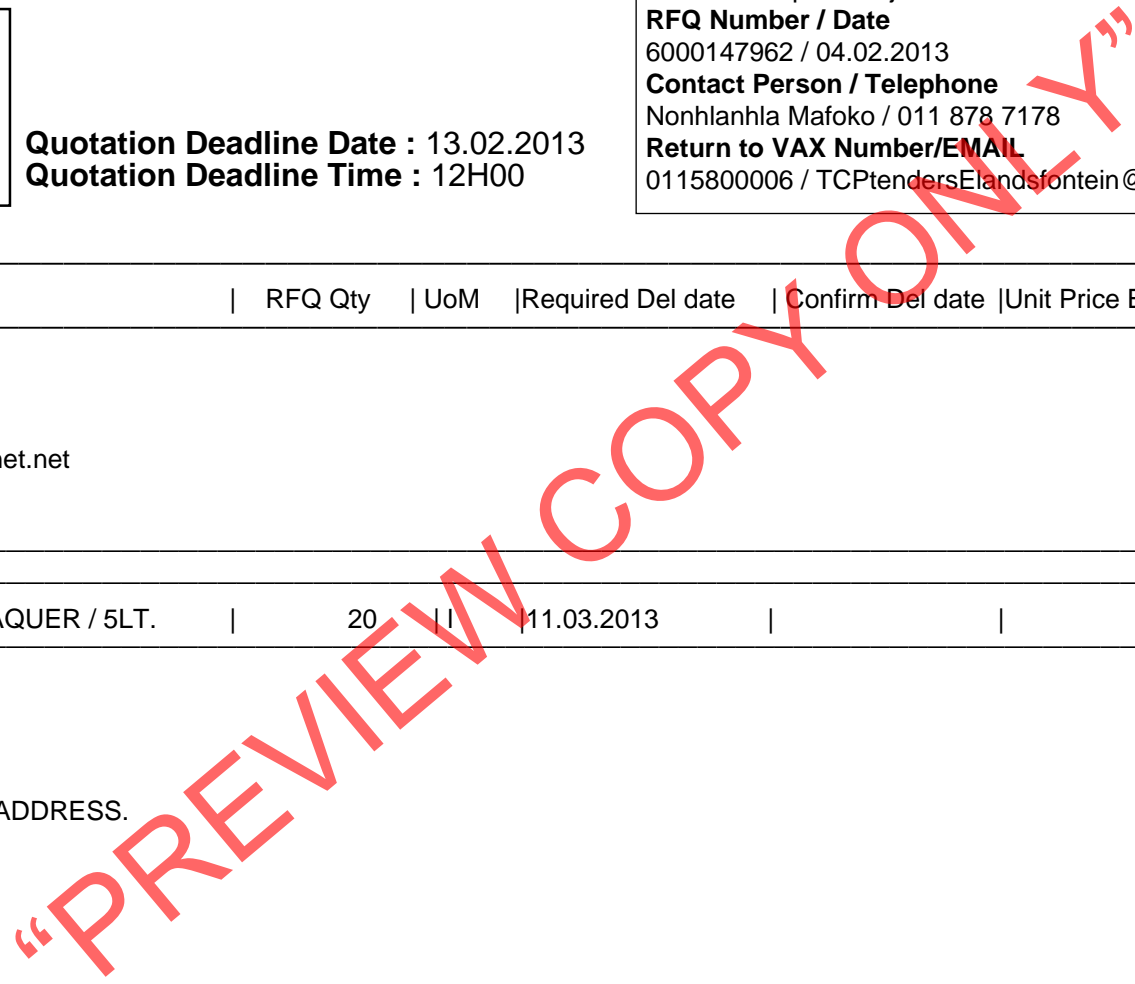 RFQ Number / Date
6000147962 / 04.02.2013
Contact Person / Telephone
Nonhlanhla Mafoko / 011 878 7178
Quotation Deadline Date : 13.02.2013
Return to VAX Number/EMAIL
Quotation Deadline Time : 12H00
0115800006 / TCPtendersElandsfontein@
| RFQ Qty | UoM |Required Del date | Confirm Del date |Unit Price
et.net
AQUER / 5LT. | 20 | l |11.03.2013 | |
ADDRESS.
“PREVIEW COPY ONLY”